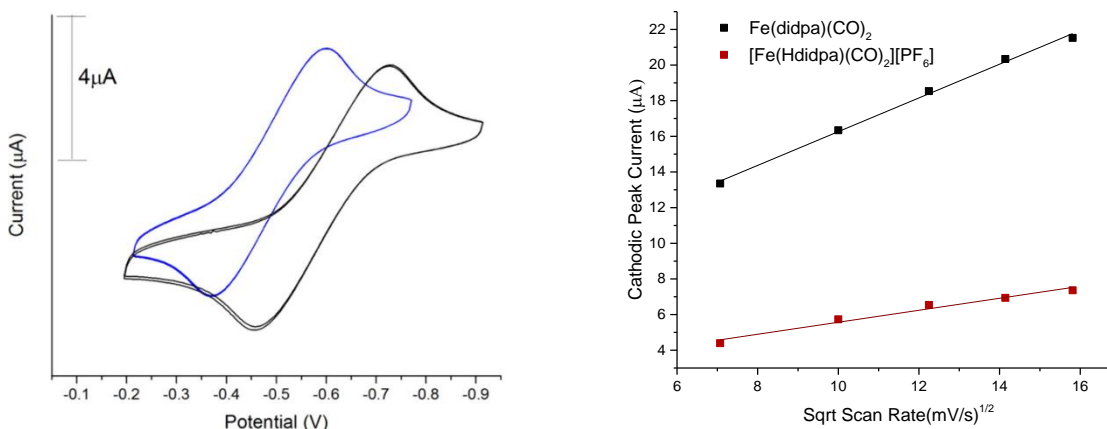 4μA
Current (μA)
-0.1 -0.2 -0.3 -0.4 -0.5 -0.6 -0.7 -0.8 -0.9
Potential (V)
Fe(didpa)(CO)₂
[Fe(Hdidpa)(CO)₂][PF₆]
Cathodic Peak Current (μA)
22
20
18
16
14
12
10
8
6
4
6 8 10 12 14 16
Sqrt Scan Rate(mV/s)¹/²